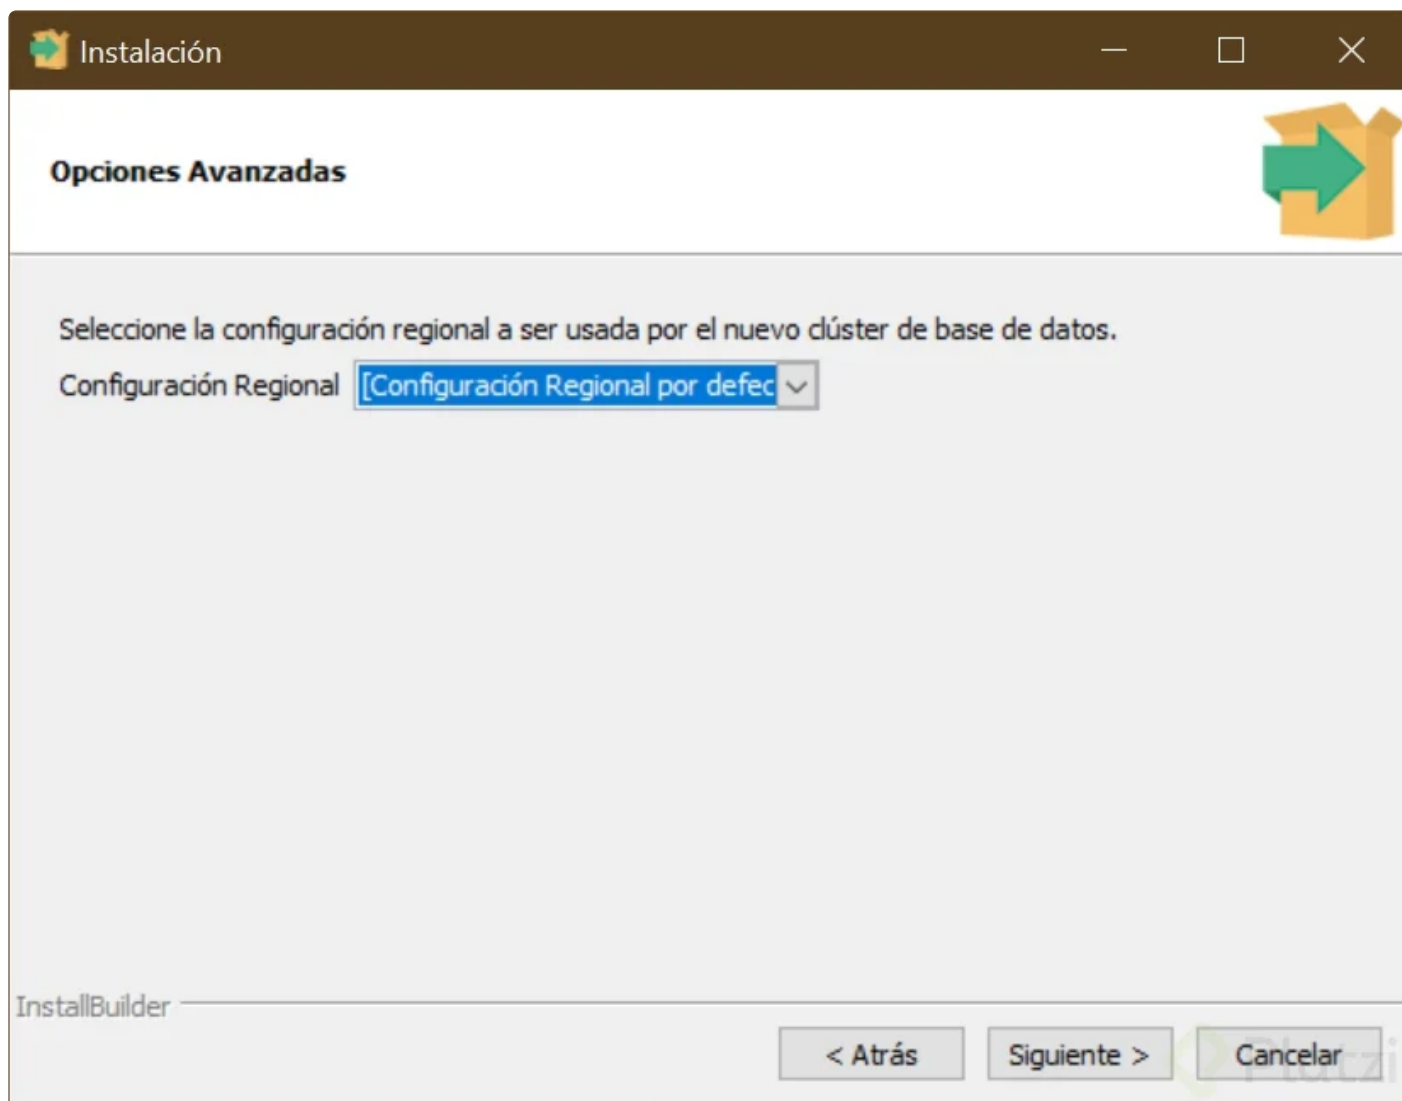 Instalación
Opciones Avanzadas
Seleccione la configuración regional a ser usada por el nuevo clúster de base de datos.
Configuración Regional [Configuración Regional por defec
InstallBuilder
< Atrás Siguiente > Cancelar
Platzi